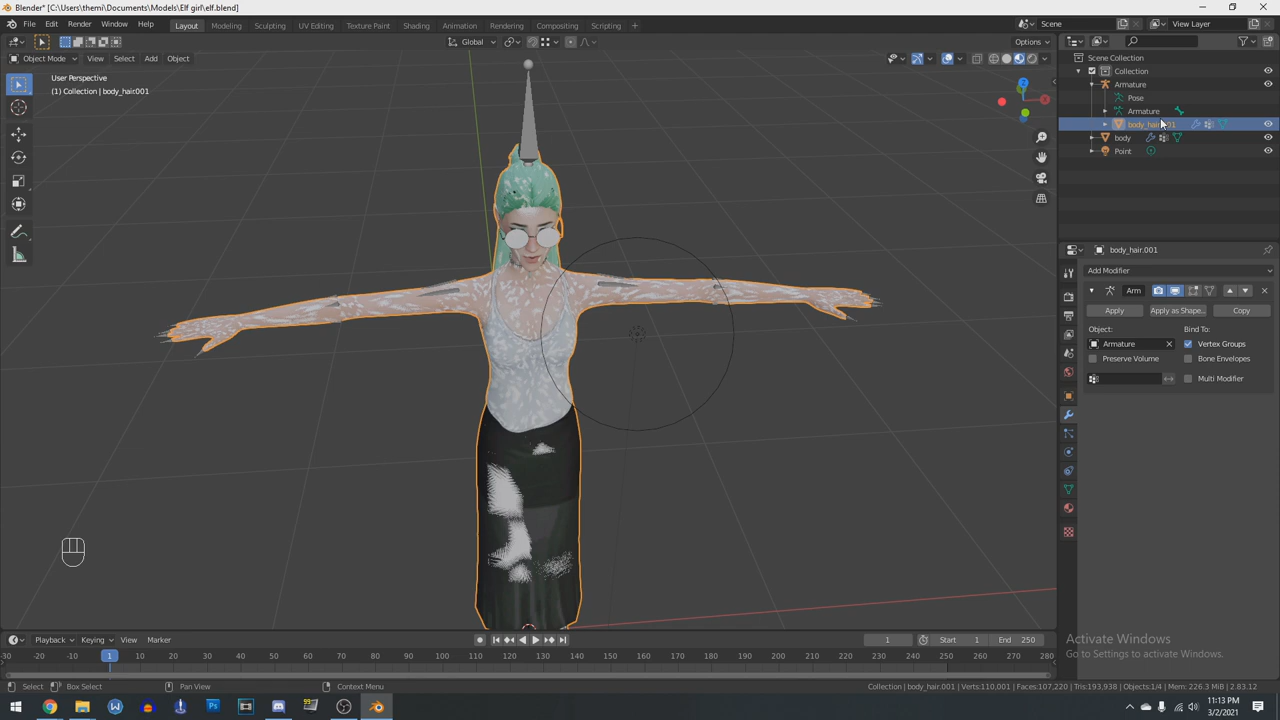 Blender* [C:\Users\themi\Documents\Models\Elf girl\elf.blend]
File Edit Render Window Help Layout Modeling Sculpting UV Editing Texture Paint Shading Animation Rendering Compositing Scripting Scene View Layer
Global Options
Object Mode View Select Add Object
User Perspective
(1) Collection | body_hair001
Scene Collection
Collection
Armature
Pose
Armature
body
Point
body_hair.001
Add Modifier
Arm
Apply Apply as Shape... Copy
Object: Bind To:
Armature Vertex Groups
Preserve Volume Bone Envelopes
Multi Modifier
Playback Keying View Marker 1 Start 1 End 250
-30 -20 -10 1 10 20 30 40 50 60 70 80 90 100 110 120 130 140 150 160 170 180 190 200 210 220 230 240 250 260 270 280
Activate Windows
Go to Settings to activate Windows.
Select Box Select Pan View Context Menu Collection | body_hair.001 | Verts:110,001 | Faces:107,220 | Tris:193,938 | Objects:1/4 | Mem: 226.3 MiB | 2.83.12
11:13 PM
3/2/2021